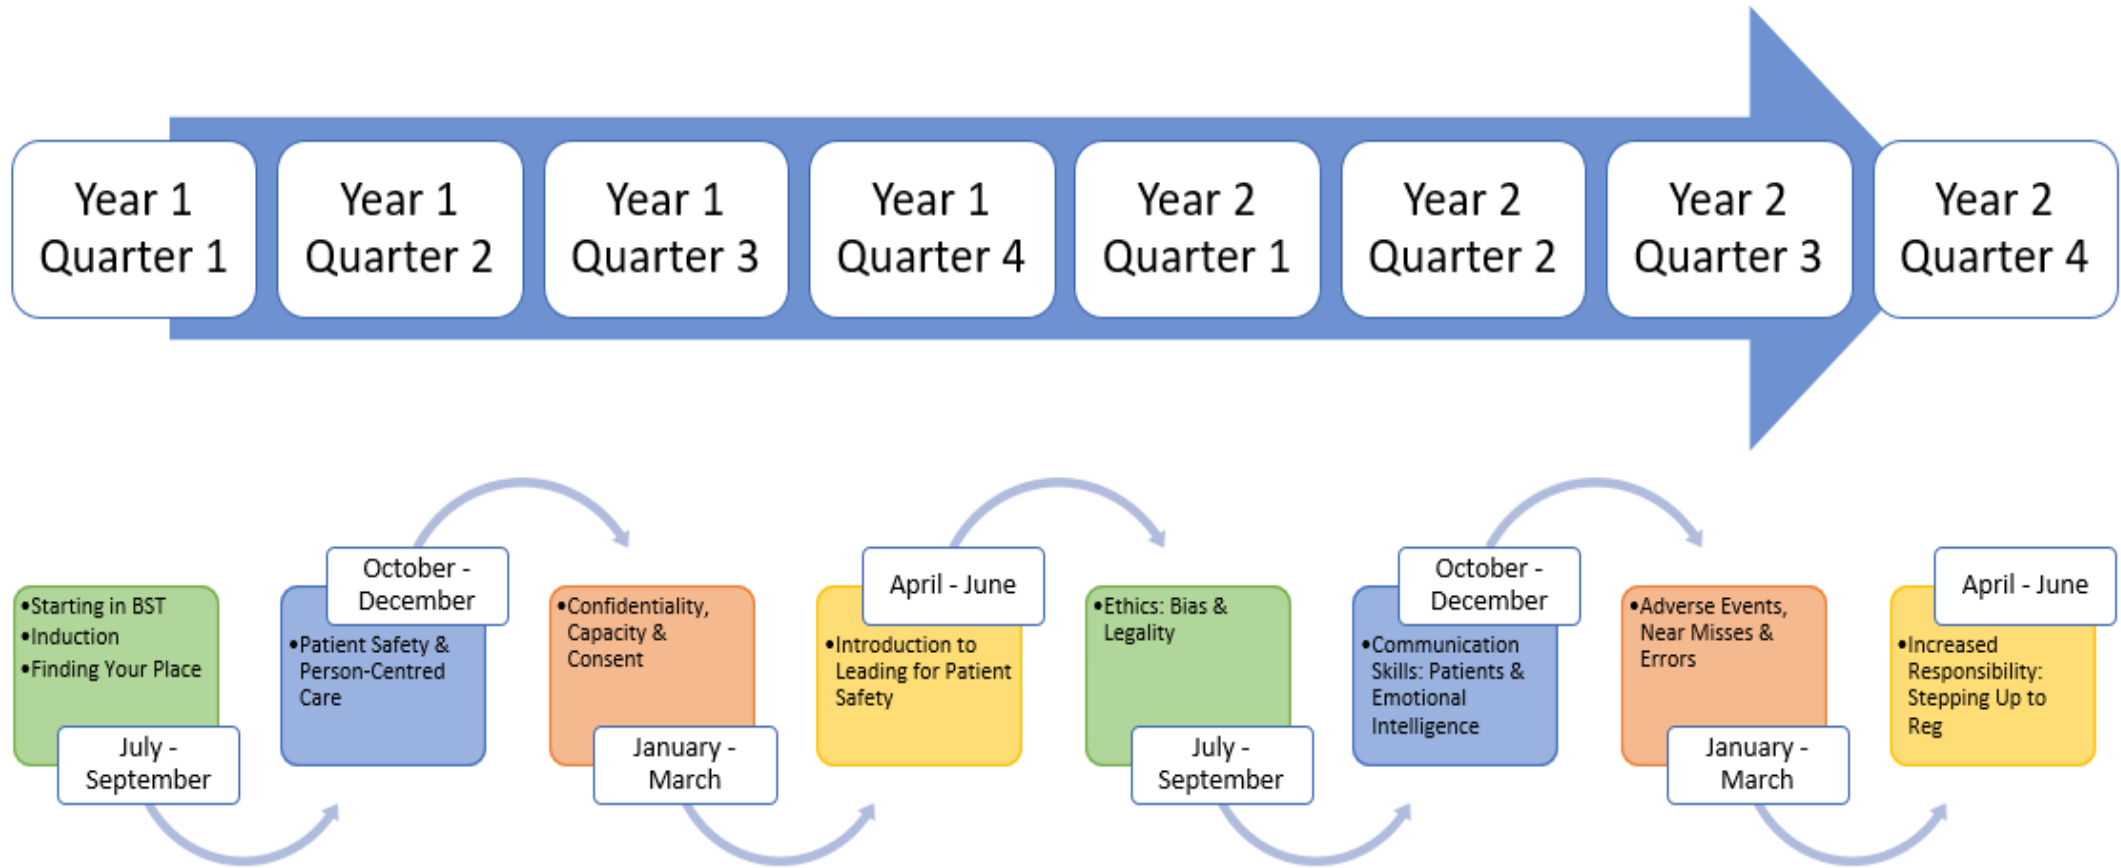 Year 1
Quarter 1
Year 1
Quarter 2
Year 1
Quarter 3
Year 1
Quarter 4
Year 2
Quarter 1
Year 2
Quarter 2
Year 2
Quarter 3
Year 2
Quarter 4
•Starting in BST
•Induction
•Finding Your Place
July -
September
October -
December
•Patient Safety &
Person-Centred
Care
•Confidentiality,
Capacity &
Consent
January -
March
April - June
•Introduction to
Leading for Patient
Safety
•Ethics: Bias &
Legality
July -
September
October -
December
•Communication
Skills: Patients &
Emotional
Intelligence
•Adverse Events,
Near Misses &
Errors
January -
March
April - June
•Increased
Responsibility:
Stepping Up to
Reg